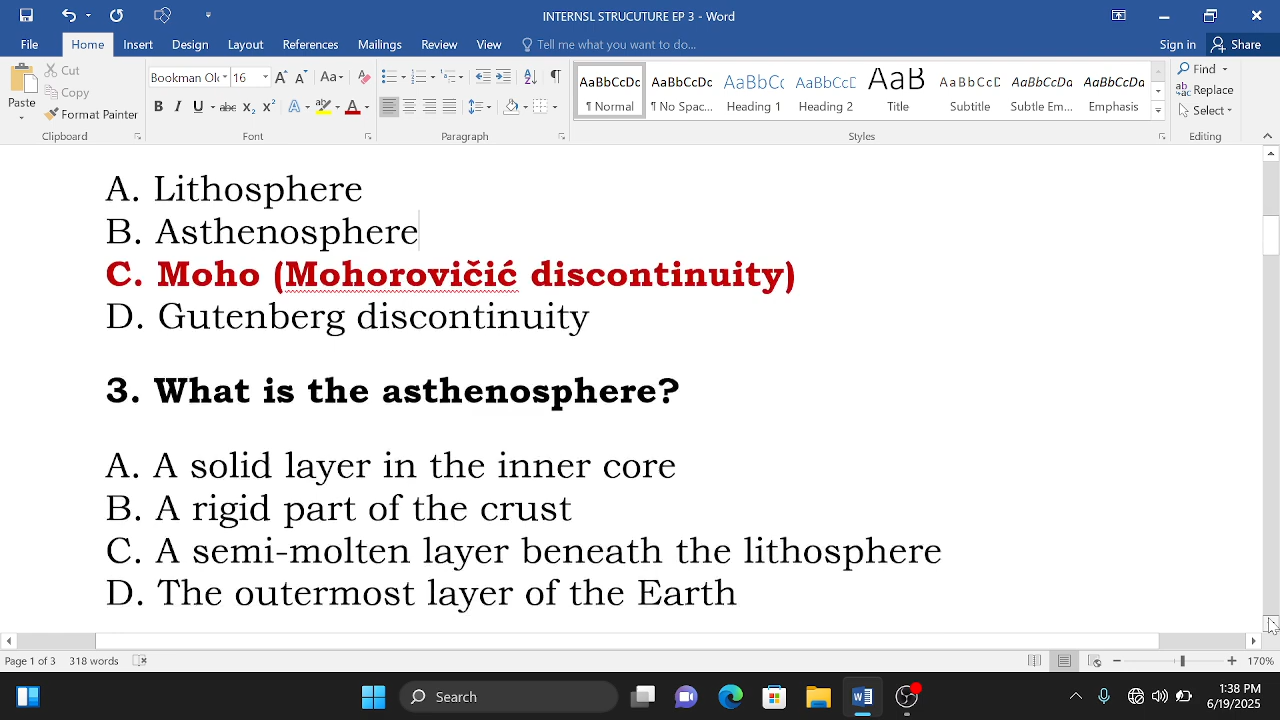 INTERNSL STRUCUTURE EP 3 - Word
File Home Insert Design Layout References Mailings Review View Tell me what you want to do... Sign in Share
Paste Cut Copy Format Painter
Bookman Ol 16
AaBbCcDc AaBbCcDc AaBbCc AaBbCcD AaB AaBbCcD AaBbCcDc AaBbCcDc
¶ Normal ¶ No Spac... Heading 1 Heading 2 Title Subtitle Subtle Em... Emphasis
Find Replace Select
Clipboard Font Paragraph Styles Editing
A. Lithosphere
B. Asthenosphere
C. Moho (Mohorovičić discontinuity)
D. Gutenberg discontinuity
3. What is the asthenosphere?
A. A solid layer in the inner core
B. A rigid part of the crust
C. A semi-molten layer beneath the lithosphere
D. The outermost layer of the Earth
Page 1 of 3 318 words 170%
Search
1:38 PM
6/19/2025